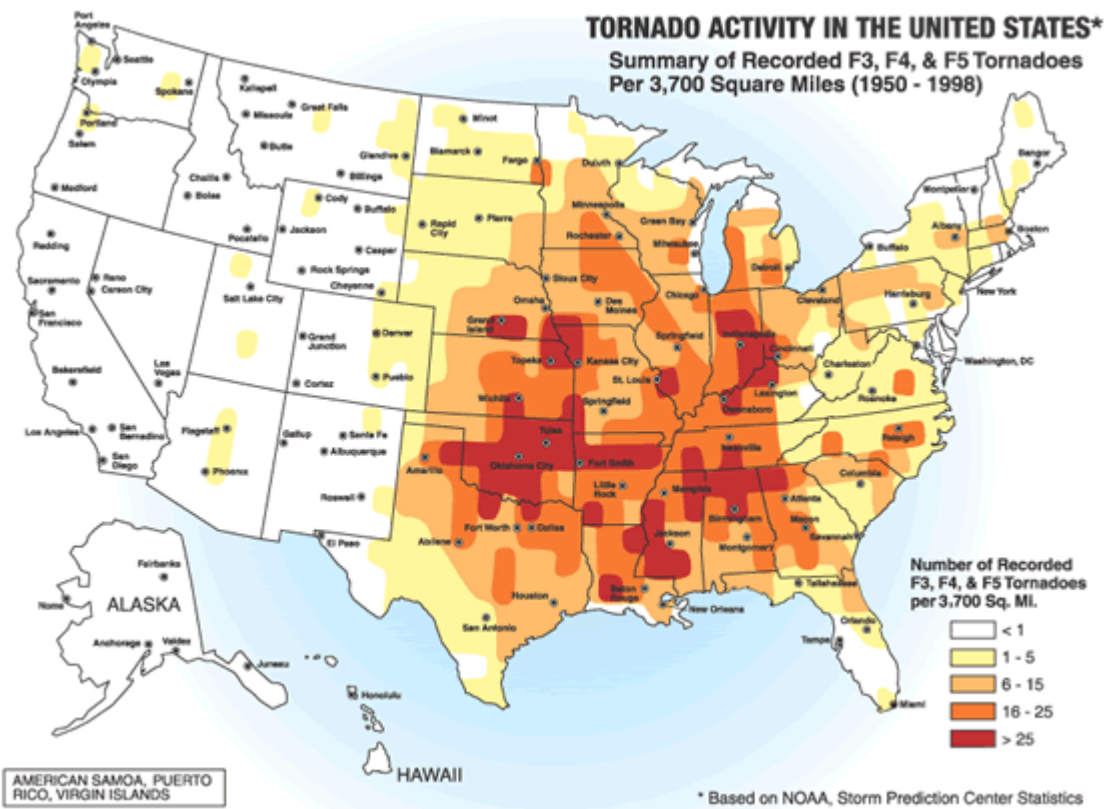 TORNADO ACTIVITY IN THE UNITED STATES*
Summary of Recorded F3, F4, & F5 Tornadoes
Per 3,700 Square Miles (1950 - 1998)
Port
Angeles
Seattle
Olympia
Spokane
Portland
Salem
Medford
Kalispell
Missoula
Great Falls
Butte
Glendive
Billings
Challis
Boise
Pocatello
Cody
Buffalo
Jackson
Casper
Rock Springs
Cheyenne
Minot
Bismarck
Fargo
Rapid
City
Pierre
Duluth
Minneapolis
Rochester
Green Bay
Milwaukee
Redding
Sacramento
San
Francisco
Reno
Carson City
Bakersfield
Las
Vegas
Los Angeles
San
Bernadino
San
Diego
Salt Lake City
Grand
Junction
Cortez
Denver
Pueblo
Flagstaff
Phoenix
Gallup
Santa Fe
Albuquerque
Roswell
El Paso
Sioux City
Omaha
Grand
Island
Des
Moines
Topeka
Kansas City
Wichita
St. Louis
Springfield
Springfield
Chicago
Detroit
Indianapolis
Cincinnati
Cleveland
Lexington
Owensboro
Charleston
Roanoke
Harrisburg
Buffalo
Albany
Montpelier
Bangor
Boston
New York
Washington, DC
Tulsa
Oklahoma City
Amarillo
Fort Smith
Little
Rock
Memphis
Nashville
Raleigh
Columbia
Atlanta
Macon
Savannah
Birmingham
Montgomery
Jackson
Fort Worth
Dallas
Abilene
Houston
San Antonio
Baton
Rouge
New Orleans
Tallahassee
Orlando
Tampa
Miami
Fairbanks
Nome
ALASKA
Anchorage
Valdez
Juneau
Honolulu
HAWAII
Number of Recorded
F3, F4, & F5 Tornadoes
per 3,700 Sq. Mi.
< 1
1 - 5
6 - 15
16 - 25
> 25
AMERICAN SAMOA, PUERTO
RICO, VIRGIN ISLANDS
* Based on NOAA, Storm Prediction Center Statistics